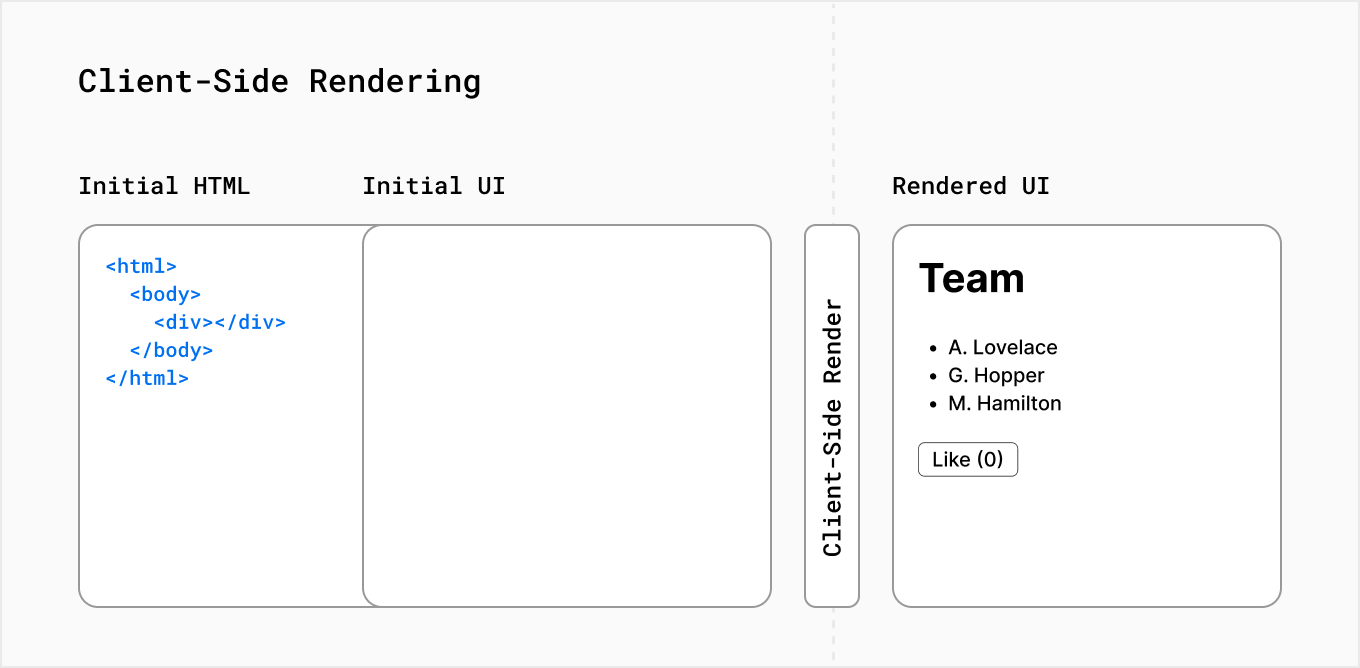 Client-Side Rendering
Initial HTML
Initial UI
Rendered UI
<html>
<body>
<div></div>
</body>
</html>
Client-Side Render
Team
• A. Lovelace
• G. Hopper
• M. Hamilton
Like (0)